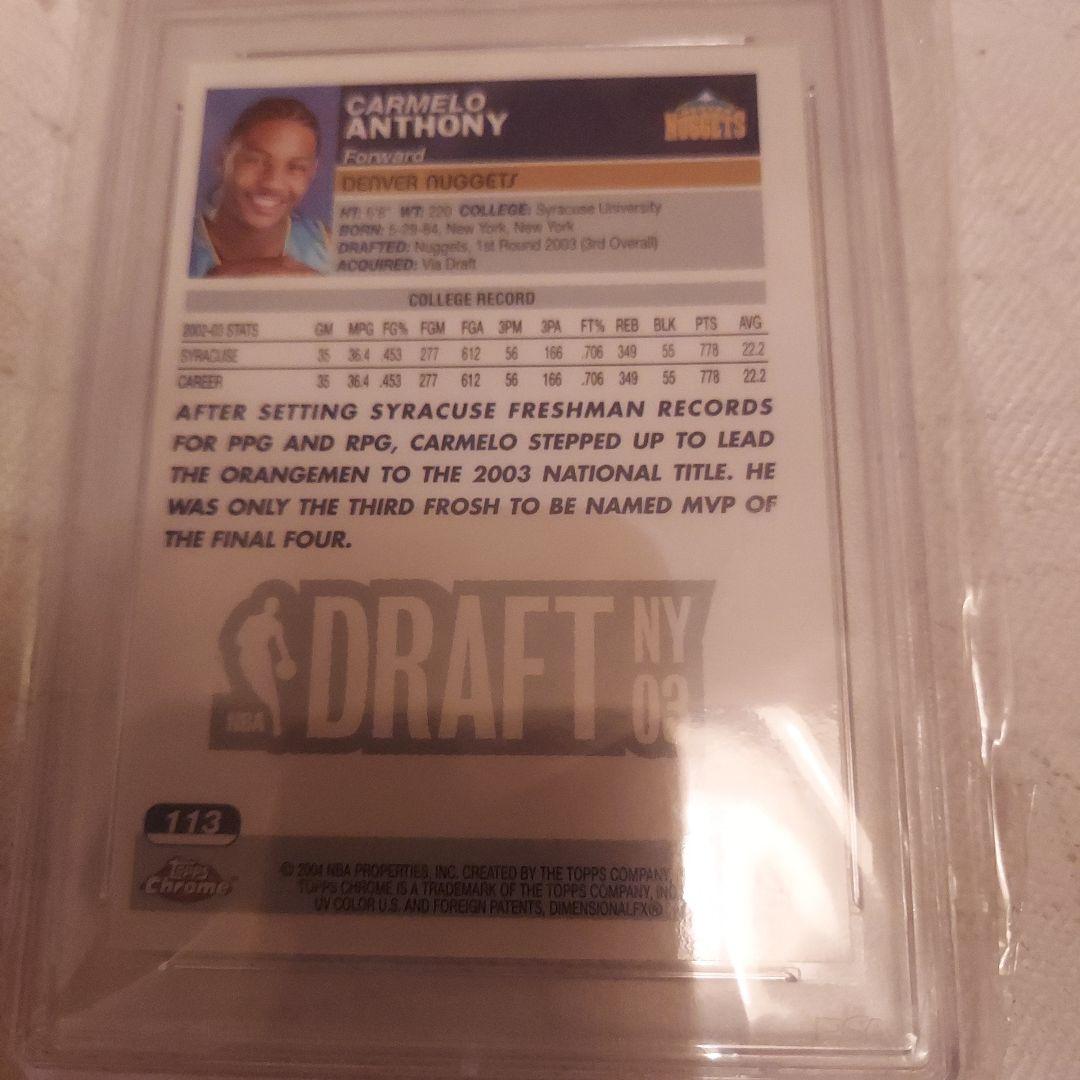 CARMELO
ANTHONY
NUGGETS
Forward
DENVER NUGGETS
HT: 6'8" WT: 220 COLLEGE: Syracuse University
BORN: 5-29-84, New York, New York
DRAFTED: Nuggets, 1st Round 2003 (3rd Overall)
ACQUIRED: Via Draft
COLLEGE RECORD
2002-03 STATS GM MPG FG% FGM FGA 3PM 3PA FT% REB BLK PTS AVG
SYRACUSE 35 36.4 .453 277 612 56 166 .706 349 55 778 22.2
CAREER 35 36.4 .453 277 612 56 166 .706 349 55 778 22.2
AFTER SETTING SYRACUSE FRESHMAN RECORDS
FOR PPG AND RPG, CARMELO STEPPED UP TO LEAD
THE ORANGEMEN TO THE 2003 NATIONAL TITLE. HE
WAS ONLY THE THIRD FROSH TO BE NAMED MVP OF
THE FINAL FOUR.
NBA DRAFT NY 03
113
Topps Chrome
© 2004 NBA PROPERTIES, INC. CREATED BY THE TOPPS COMPANY,
TOPPS CHROME IS A TRADEMARK OF THE TOPPS COMPANY, INC
UV COLOR U.S. AND FOREIGN PATENTS, DIMENSIONALFX®